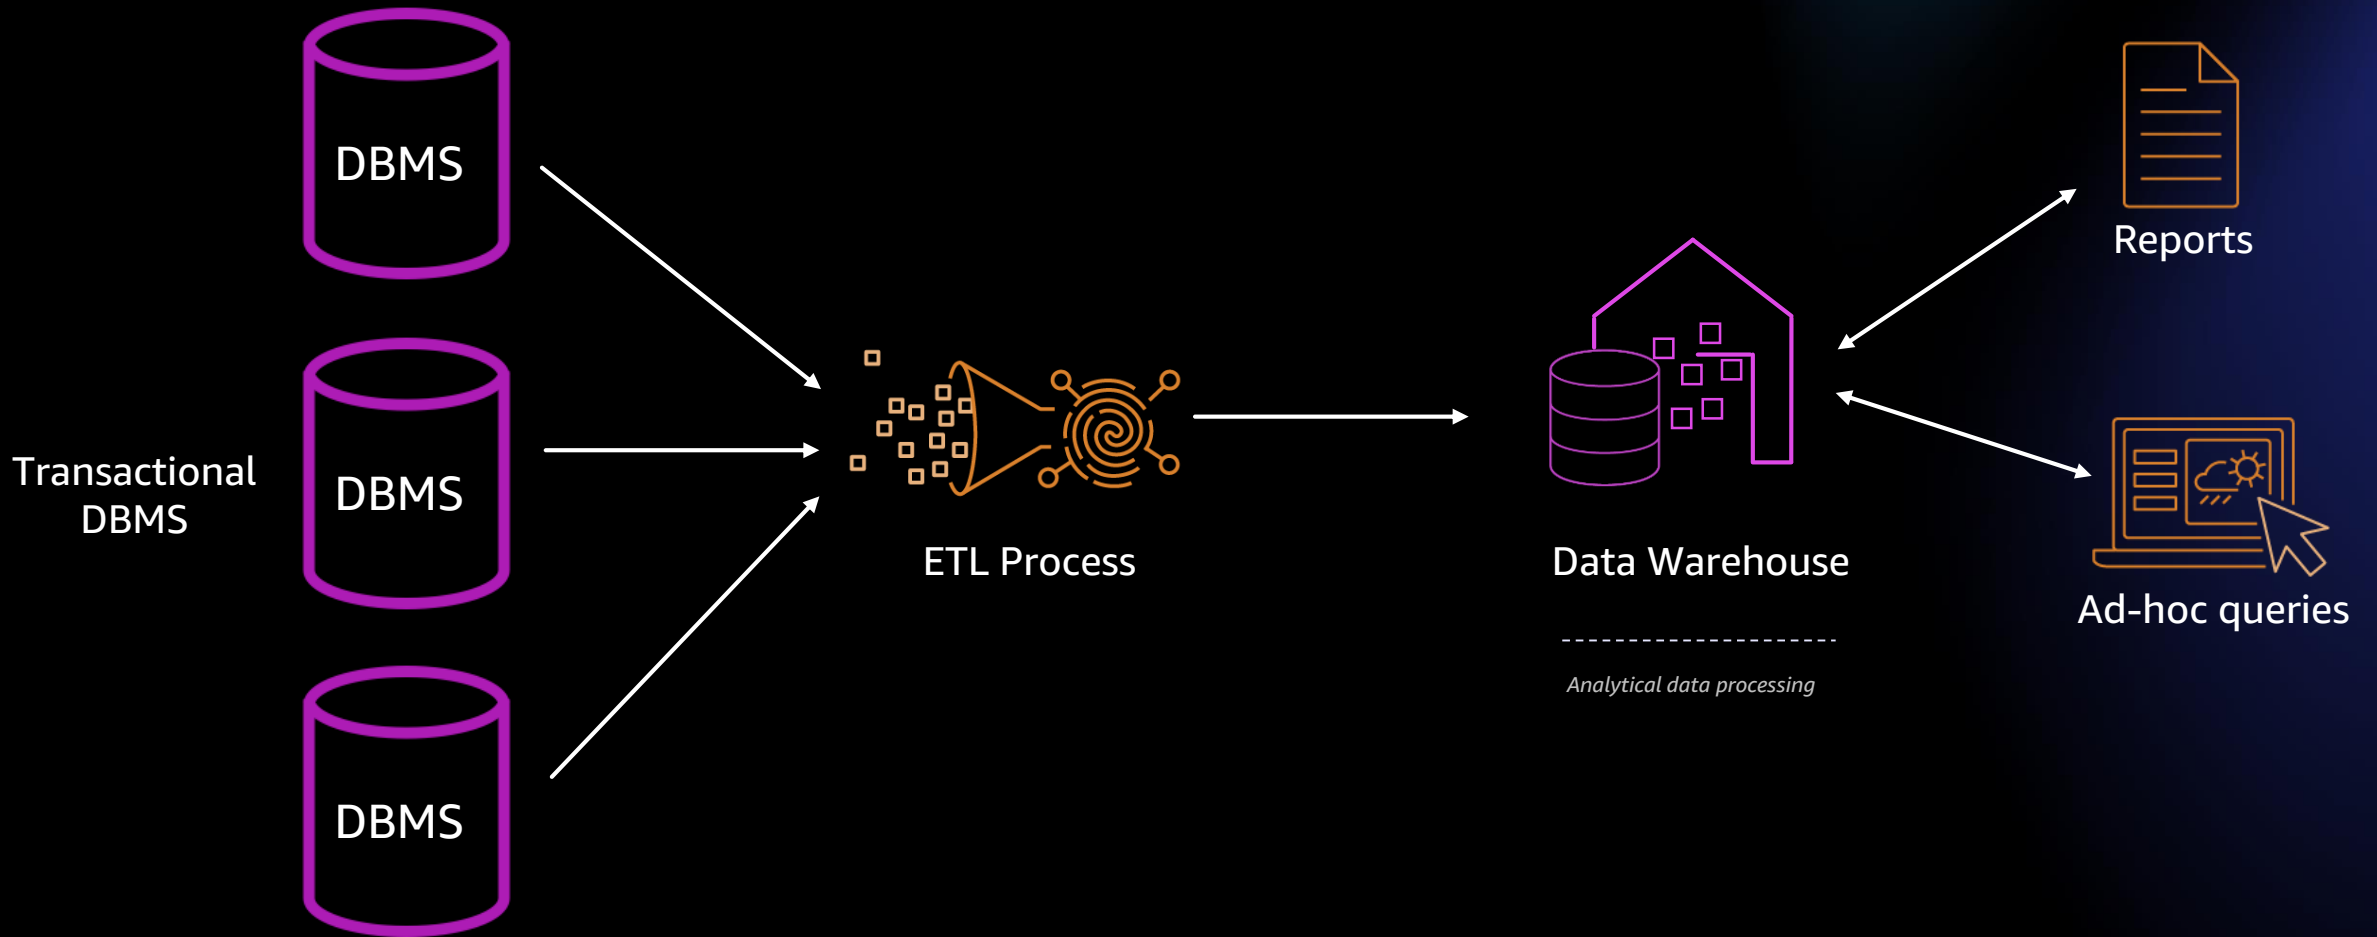 DBMS
Transactional
DBMS
DBMS
DBMS
ETL Process
Data Warehouse
Analytical data processing
Reports
Ad-hoc queries